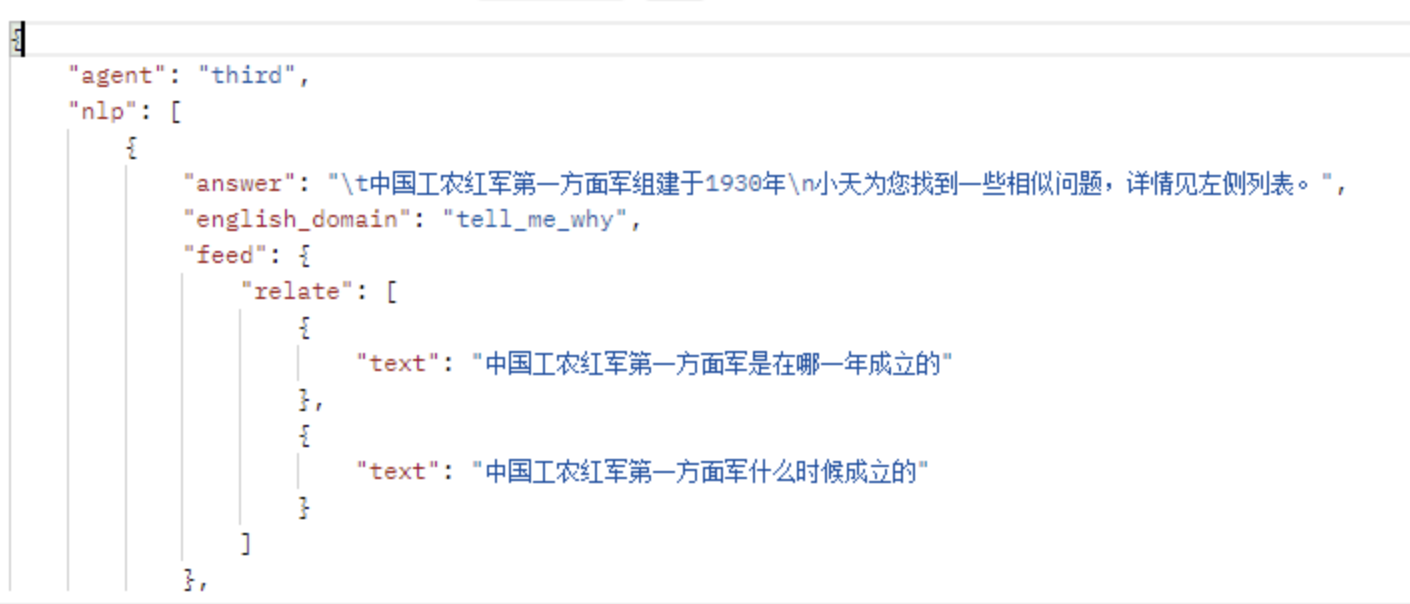 {
"agent": "third",
"nlp": [
{
"answer": "\t中国工农红军第一方面军组建于1930年\n小天为您找到一些相似问题，详情见左侧列表。",
"english_domain": "tell_me_why",
"feed": {
"relate": [
{
"text": "中国工农红军第一方面军是在哪一年成立的"
},
{
"text": "中国工农红军第一方面军什么时候成立的"
}
]
},